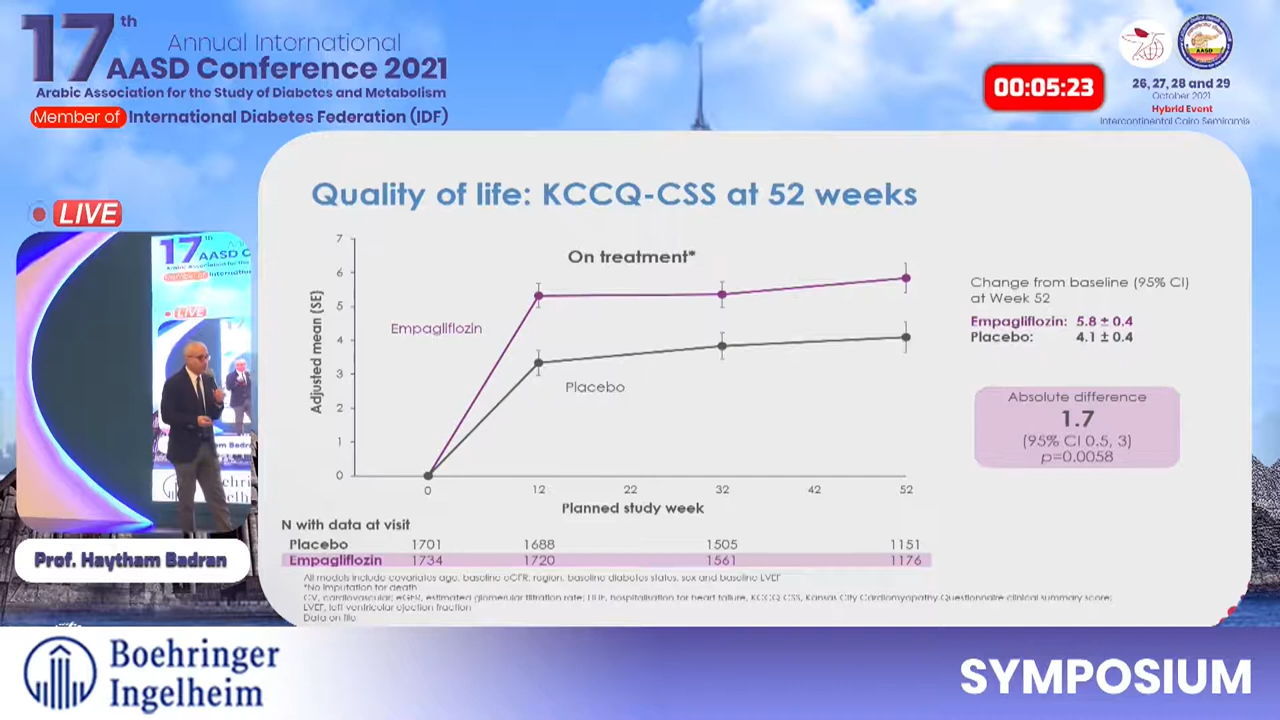 17th
Annual International
AASD Conference 2021
Arabic Association for the Study of Diabetes and Metabolism
Member of International Diabetes Federation (IDF)
00:05:23
AASD
26, 27, 28 and 29
October 2021
Hybrid Event
Intercontinental Cairo Semiramis
LIVE
17th
AASD C
LIVE
Boehringer
Ingelheim
Prof. Haytham Badran
Quality of life: KCCQ-CSS at 52 weeks
On treatment*
Adjusted mean (SE)
7
6
5
4
3
2
1
0
Empagliflozin
Placebo
0 12 22 32 42 52
Planned study week
Change from baseline (95% CI)
at Week 52
Empagliflozin: 5.8 ± 0.4
Placebo: 4.1 ± 0.4
Absolute difference
1.7
(95% CI 0.5, 3)
p=0.0058
N with data at visit
Placebo 1701 1688 1505 1151
Empagliflozin 1734 1720 1561 1176
All models include covariates age, baseline eGFR, region, baseline diabetes status, sex and baseline LVEF
*No imputation for death
CV, cardiovascular; eGFR, estimated glomerular filtration rate; HHF, hospitalisation for heart failure, KCCQ CSS, Kansas City Cardiomyopathy Questionnaire clinical summary score;
LVEF, left ventricular ejection fraction
Data on file
Boehringer
Ingelheim
SYMPOSIUM